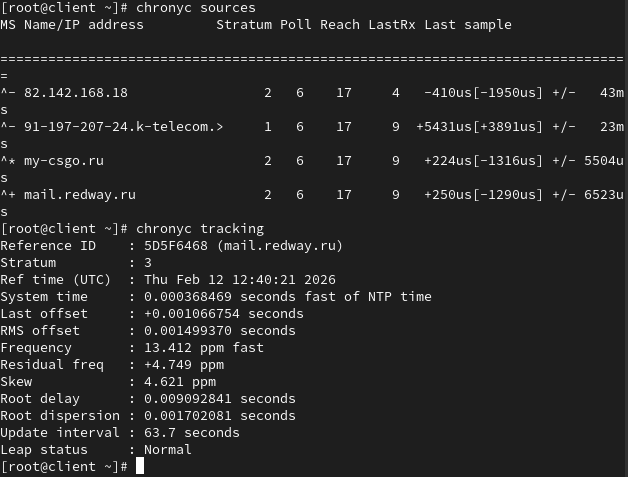 [root@client ~]# chronyc sources
MS Name/IP address         Stratum Poll Reach LastRx Last sample
===============================================================================
=
^- 82.142.168.18                 2   6    17     4   -410us[-1950us] +/-   43m
s
^- 91-197-207-24.k-telecom.>     1   6    17     9  +5431us[+3891us] +/-   23m
s
^* my-csgo.ru                    2   6    17     9   +224us[-1316us] +/- 5504u
s
^+ mail.redway.ru                2   6    17     9   +250us[-1290us] +/- 6523u
s
[root@client ~]# chronyc tracking
Reference ID    : 5D5F6468 (mail.redway.ru)
Stratum         : 3
Ref time (UTC)  : Thu Feb 12 12:40:21 2026
System time     : 0.000368469 seconds fast of NTP time
Last offset     : +0.001066754 seconds
RMS offset      : 0.001499370 seconds
Frequency       : 13.412 ppm fast
Residual freq   : +4.749 ppm
Skew            : 4.621 ppm
Root delay      : 0.009092841 seconds
Root dispersion : 0.001702081 seconds
Update interval : 63.7 seconds
Leap status     : Normal
[root@client ~]#